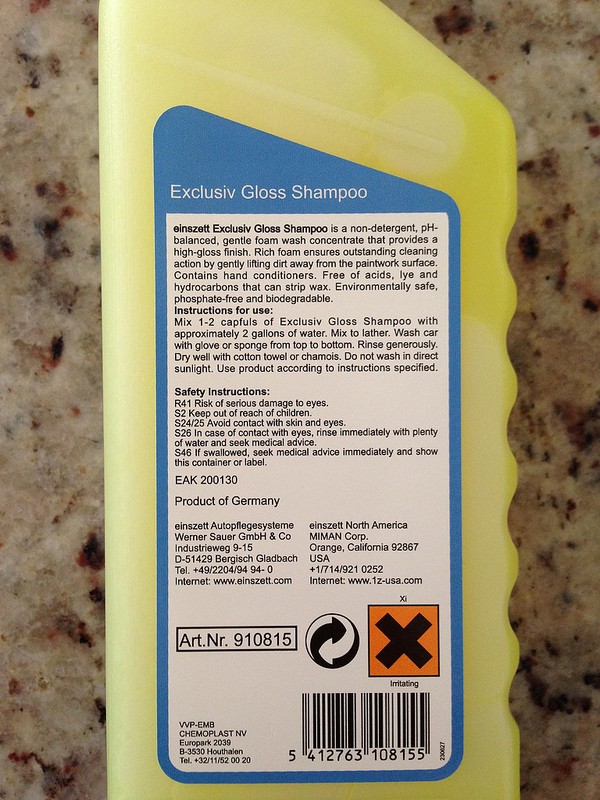 Exclusiv Gloss Shampoo
einszett Exclusiv Gloss Shampoo is a non-detergent, pH-
balanced, gentle foam wash concentrate that provides a
high-gloss finish. Rich foam ensures outstanding cleaning
action by gently lifting dirt away from the paintwork surface.
Contains hand conditioners. Free of acids, lye and
hydrocarbons that can strip wax. Environmentally safe,
phosphate-free and biodegradable.
Instructions for use:
Mix 1-2 capfuls of Exclusiv Gloss Shampoo with
approximately 2 gallons of water. Mix to lather. Wash car
with glove or sponge from top to bottom. Rinse generously.
Dry well with cotton towel or chamois. Do not wash in direct
sunlight. Use product according to instructions specified.
Safety Instructions:
R41 Risk of serious damage to eyes.
S2 Keep out of reach of children.
S24/25 Avoid contact with skin and eyes.
S26 In case of contact with eyes, rinse immediately with plenty
of water and seek medical advice.
S46 If swallowed, seek medical advice immediately and show
this container or label.
EAK 200130
Product of Germany
einszett Autopflegesysteme
Werner Sauer GmbH & Co
Industrieweg 9-15
D-51429 Bergisch Gladbach
Tel. +49/2204/94 94- 0
Internet: www.einszett.com
einszett North America
MIMAN Corp.
Orange, California 92867
USA
+1/714/921 0252
Internet: www.1z-usa.com
Art.Nr. 910815
Xi
Irritating
VVP-EMB
CHEMOPLAST NV
Europark 2039
B-3530 Houthalen
Tel. +32/11/52 00 20
5 412763 108155
230627